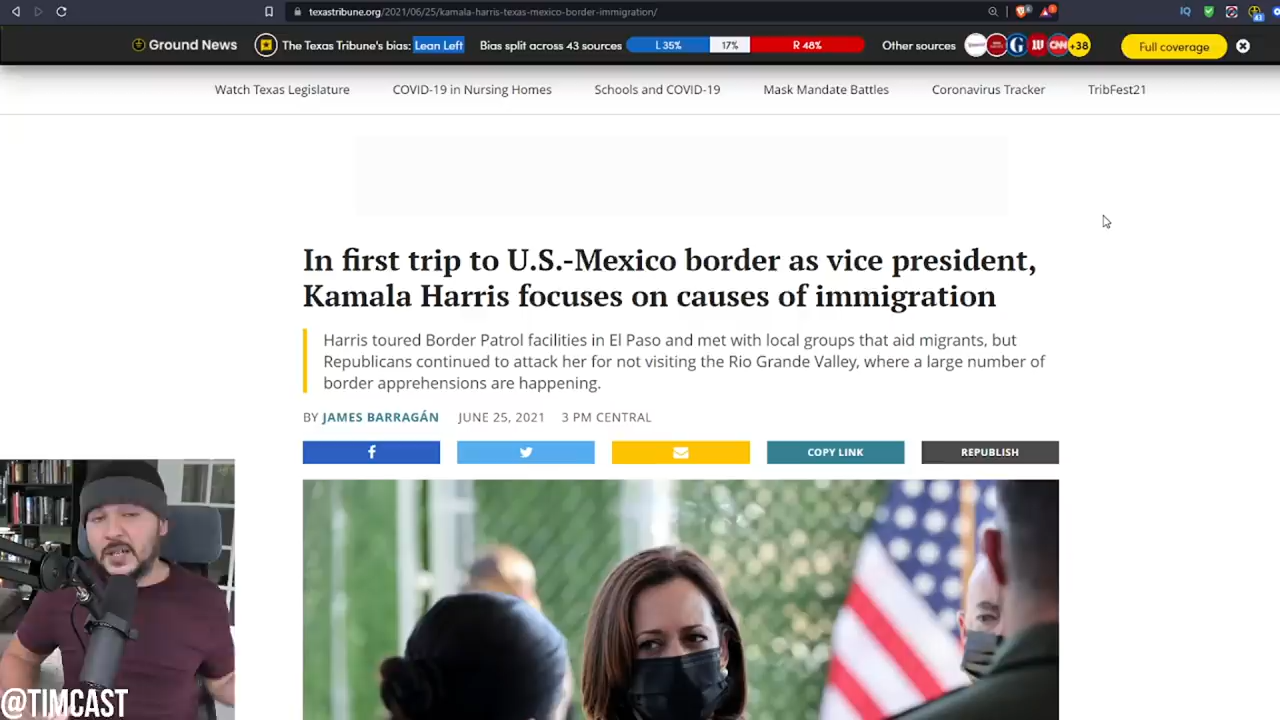 texastribune.org/2021/06/25/kamala-harris-texas-mexico-border-immigration/
Ground News The Texas Tribune's bias: Lean Left Bias split across 43 sources L 35% 17% R 48% Other sources CNN +38 Full coverage
Watch Texas Legislature COVID-19 in Nursing Homes Schools and COVID-19 Mask Mandate Battles Coronavirus Tracker TribFest21
In first trip to U.S.-Mexico border as vice president,
Kamala Harris focuses on causes of immigration
Harris toured Border Patrol facilities in El Paso and met with local groups that aid migrants, but
Republicans continued to attack her for not visiting the Rio Grande Valley, where a large number of
border apprehensions are happening.
BY JAMES BARRAGÁN JUNE 25, 2021 3 PM CENTRAL
COPY LINK REPUBLISH
@TIMCAST